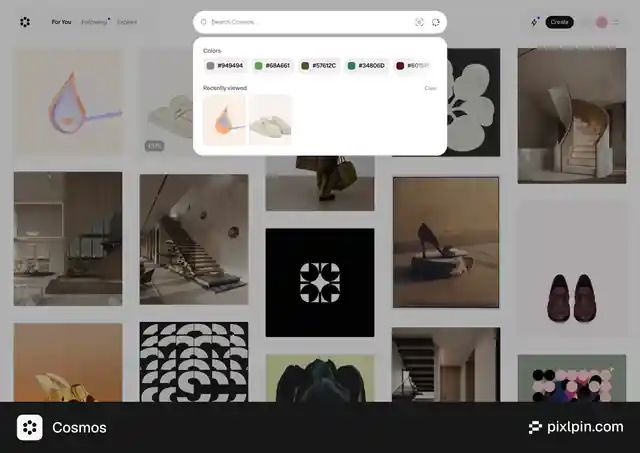 For You
Following
Explore
Search Cosmos...
Create
Colors
#949494
#68A661
#57612C
#34806D
Recently viewed
Clear
Cosmos
pixlpin.com